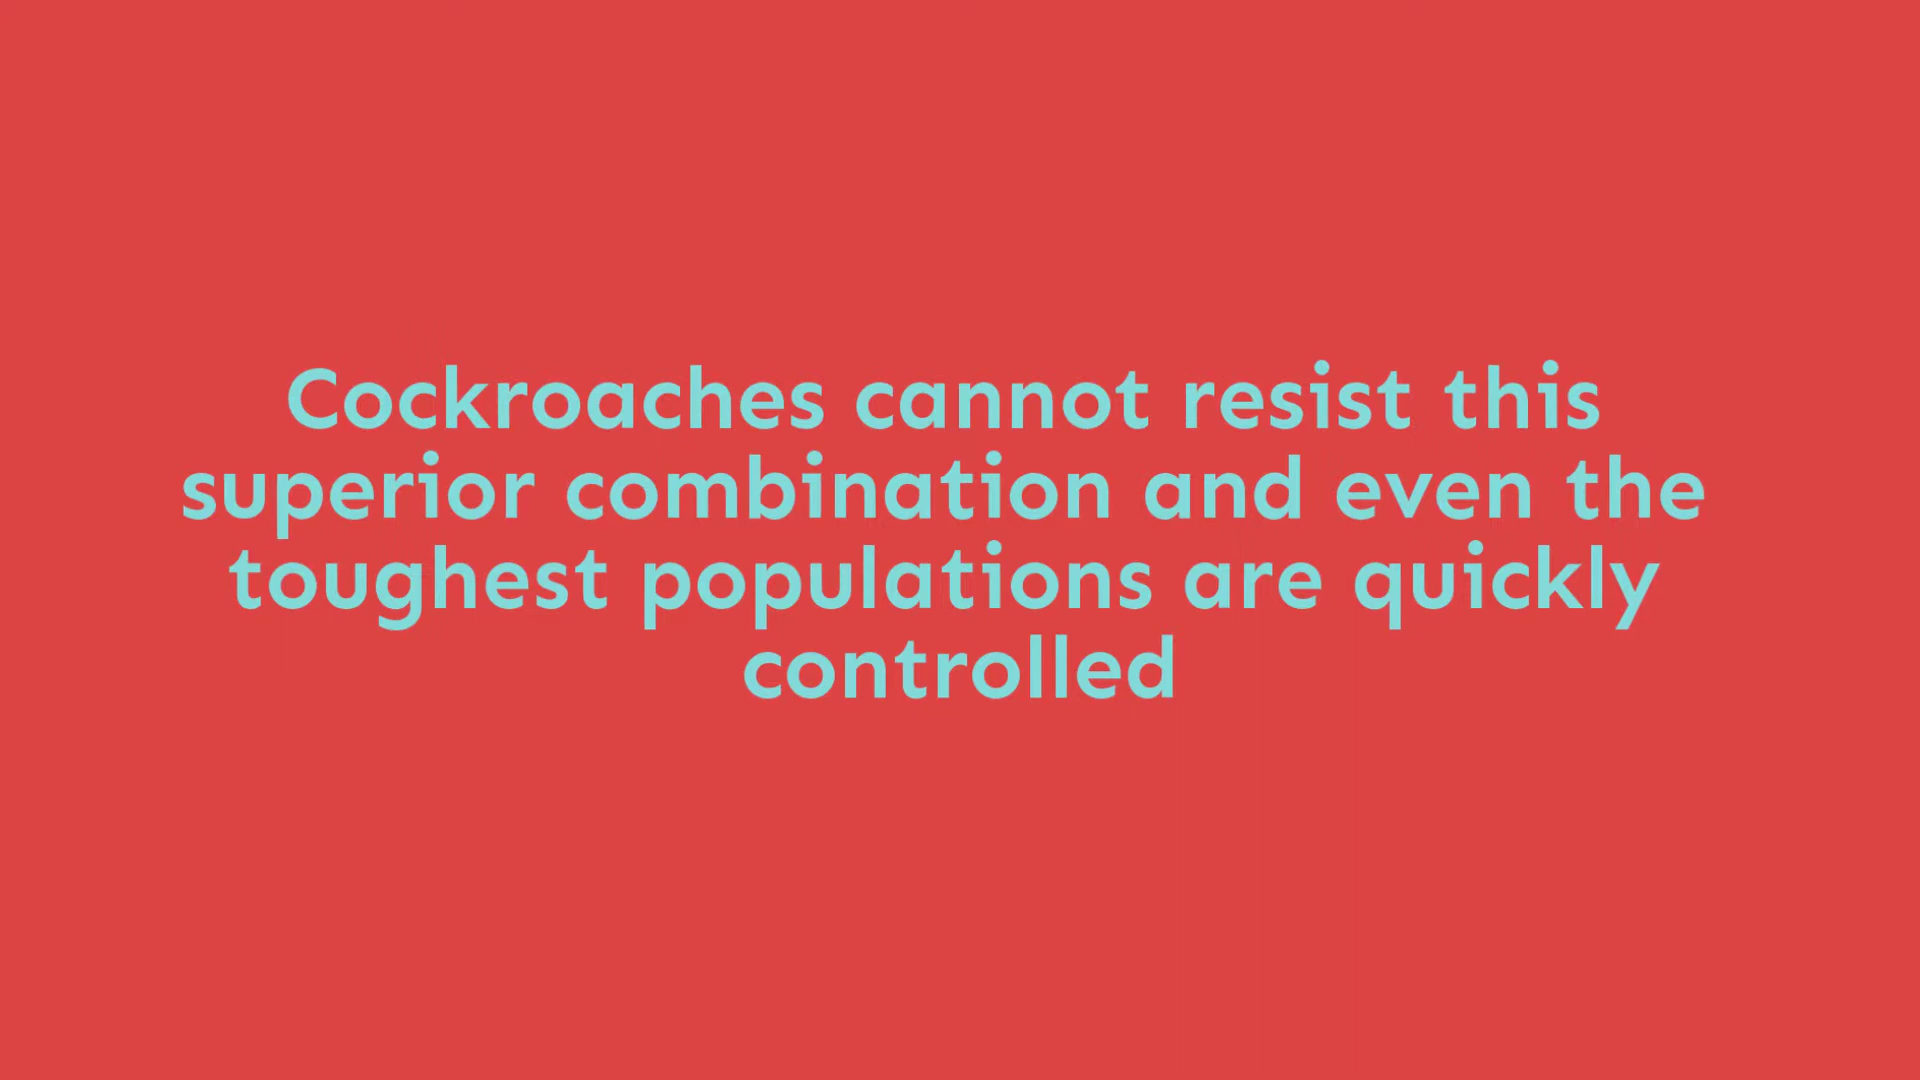 Cockroaches cannot resist this
superior combination and even the
toughest populations are quickly
controlled